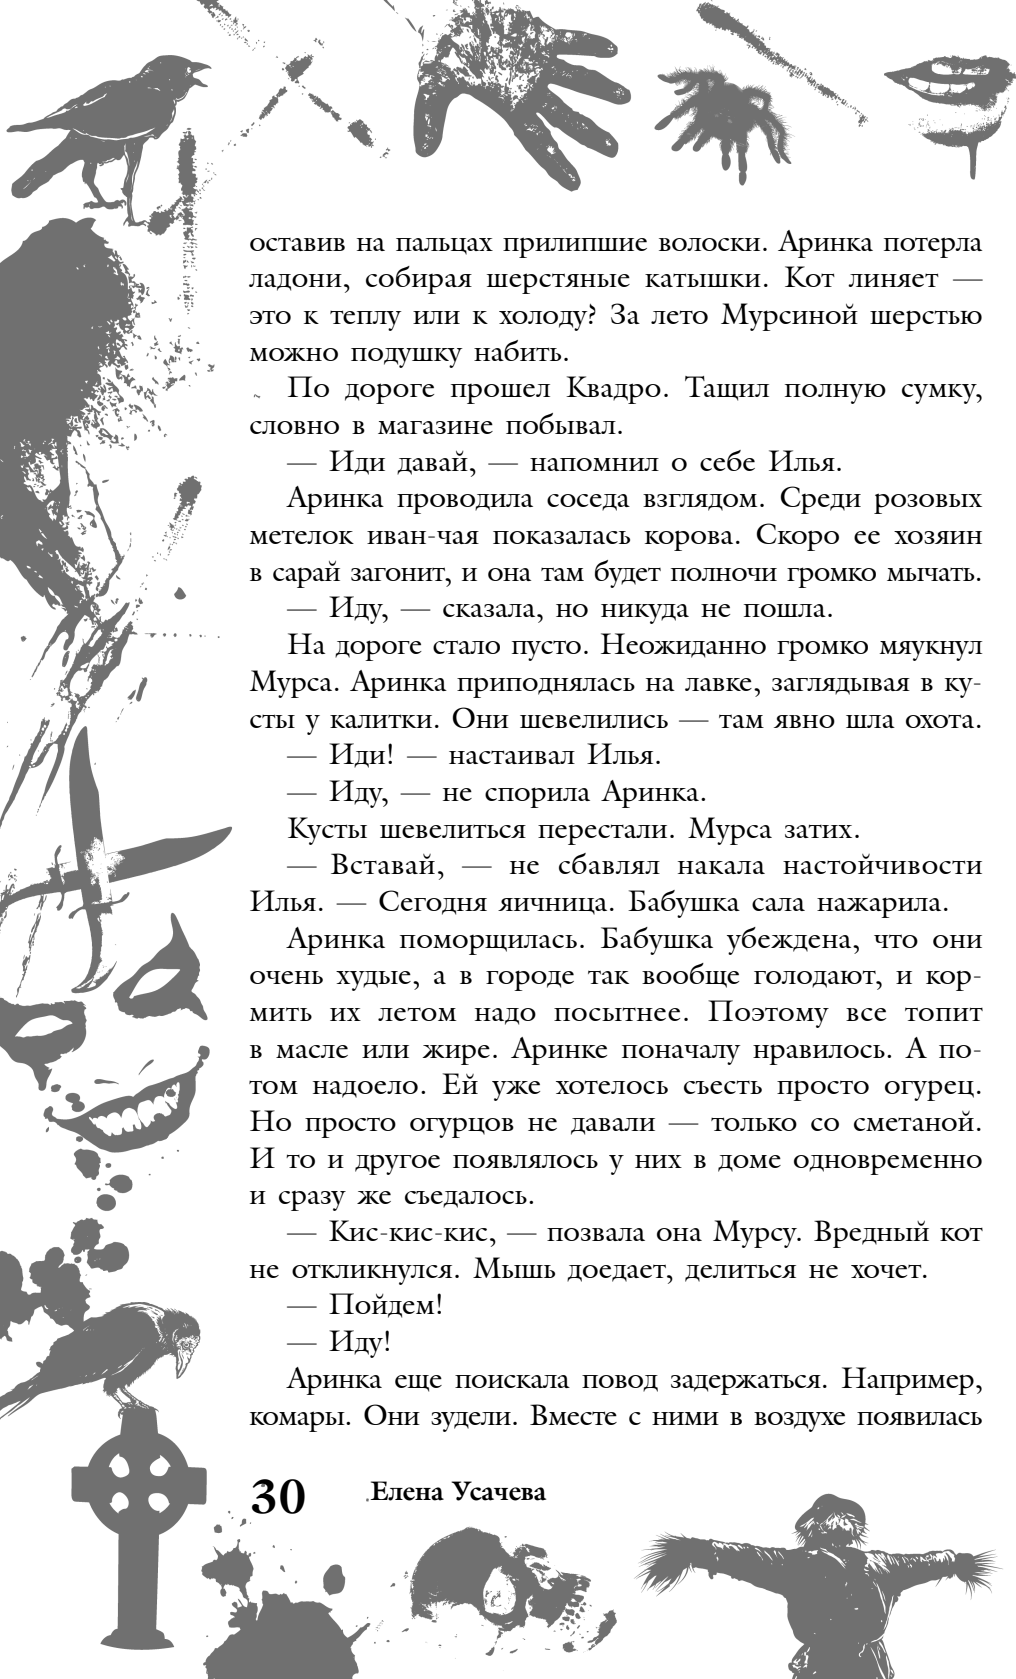 оставив на пальцах прилипшие волоски. Аринка потерла
ладони, собирая шерстяные катышки. Кот линяет —
это к теплу или к холоду? За лето Мурсиной шерстью
можно подушку набить.
По дороге прошел Квадро. Тащил полную сумку,
словно в магазине побывал.
— Иди давай, — напомнил о себе Илья.
Аринка проводила соседа взглядом. Среди розовых
метелок иван-чая показалась корова. Скоро ее хозяин
в сарай загонит, и она там будет полночи громко мычать.
— Иду, — сказала, но никуда не пошла.
На дороге стало пусто. Неожиданно громко мяукнул
Мурса. Аринка приподнялась на лавке, заглядывая в ку-
сты у калитки. Они шевелились — там явно шла охота.
— Иди! — настаивал Илья.
— Иду, — не спорила Аринка.
Кусты шевелиться перестали. Мурса затих.
— Вставай, — не сбавлял накала настойчивости
Илья. — Сегодня яичница. Бабушка сала нажарила.
Аринка поморщилась. Бабушка убеждена, что они
очень худые, а в городе так вообще голодают, и кор-
мить их летом надо посытнее. Поэтому все топит
в масле или жире. Аринке поначалу нравилось. А по-
том надоело. Ей уже хотелось съесть просто огурец.
Но просто огурцов не давали — только со сметаной.
И то и другое появлялось у них в доме одновременно
и сразу же съедалось.
— Кис-кис-кис, — позвала она Мурсу. Вредный кот
не откликнулся. Мышь доедает, делиться не хочет.
— Пойдем!
— Иду!
Аринка еще поискала повод задержаться. Например,
комары. Они зудели. Вместе с ними в воздухе появилась
30 Елена Усачева